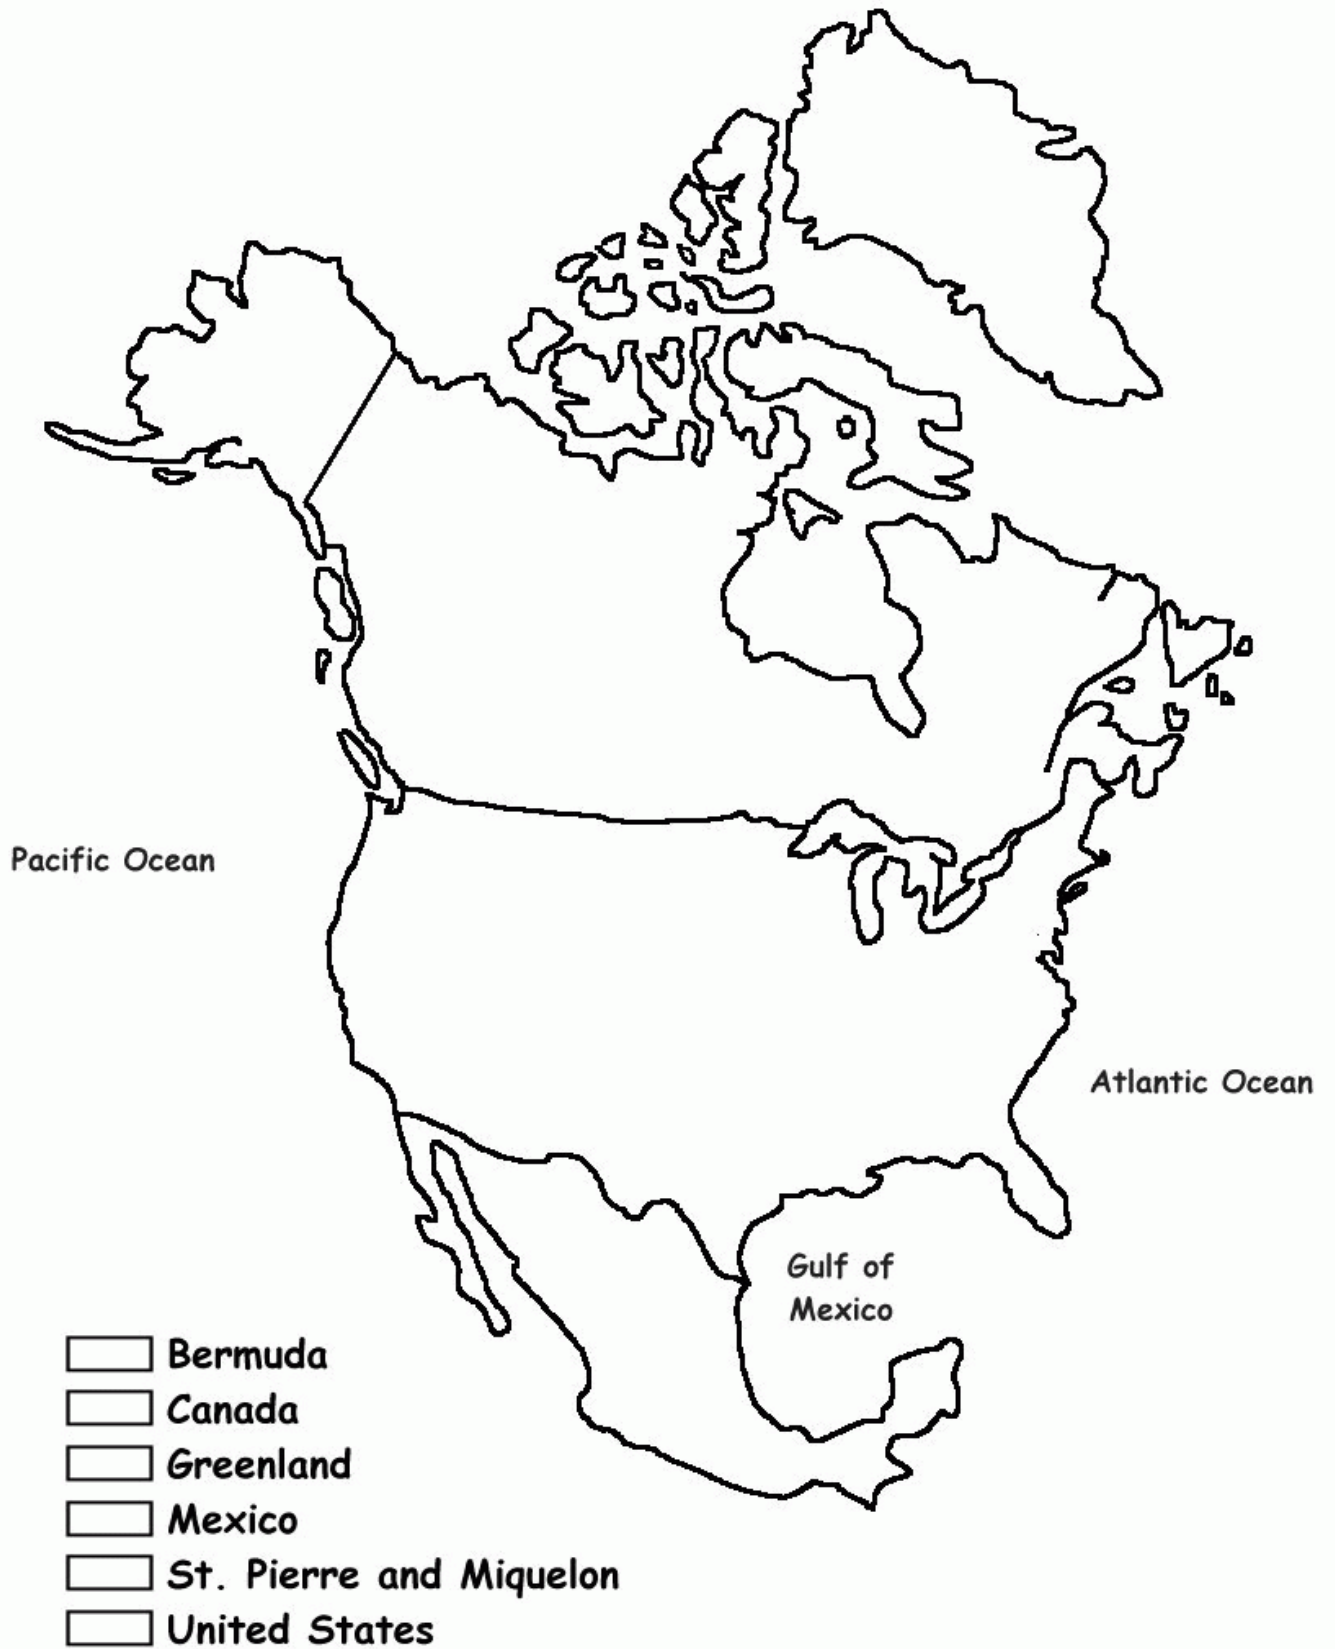 Pacific Ocean
Atlantic Ocean
Gulf of
Mexico
Bermuda
Canada
Greenland
Mexico
St. Pierre and Miquelon
United States